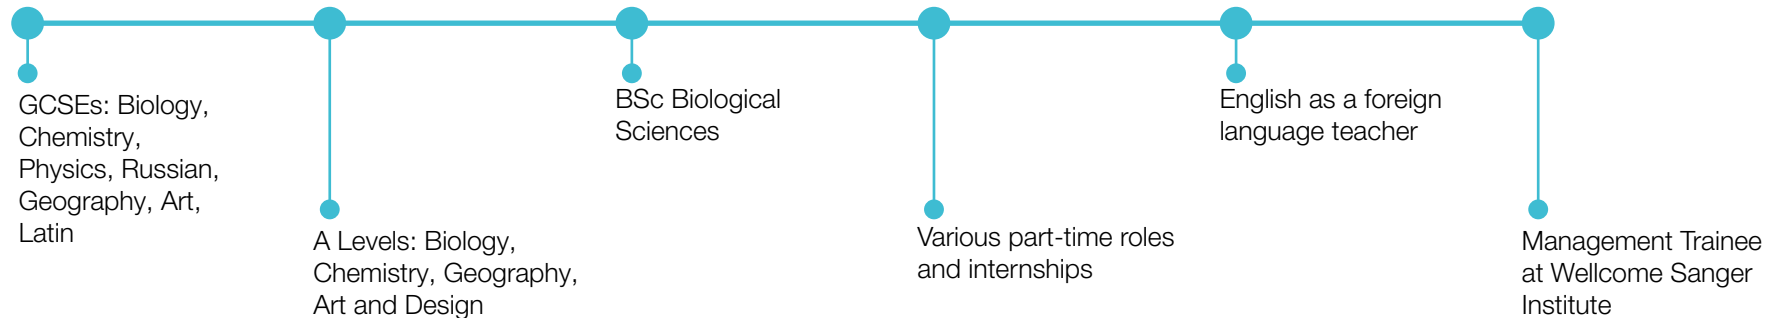 GCSEs: Biology,
Chemistry,
Physics, Russian,
Geography, Art,
Latin
A Levels: Biology,
Chemistry, Geography,
Art and Design
BSc Biological
Sciences
Various part-time roles
and internships
English as a foreign
language teacher
Management Trainee
at Wellcome Sanger
Institute